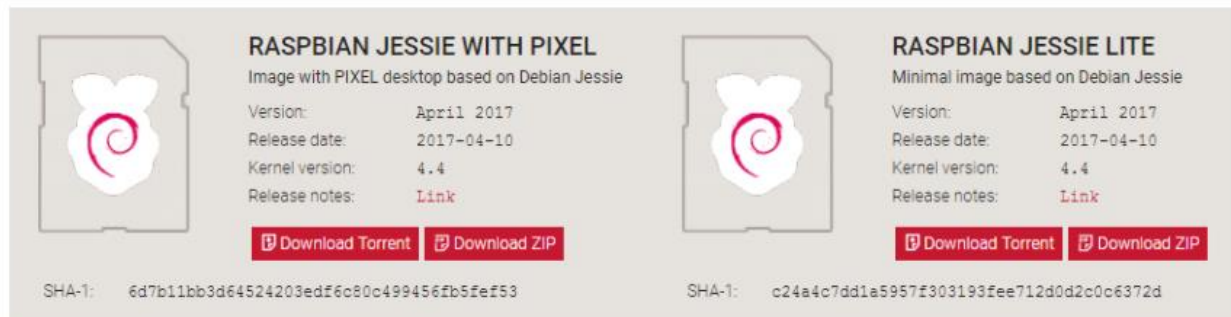 RASPBIAN JESSIE WITH PIXEL
Image with PIXEL desktop based on Debian Jessie
Version: April 2017
Release date: 2017-04-10
Kernel version: 4.4
Release notes: Link
Download Torrent Download ZIP
SHA-1: 6d7b11bb3d64524203edf6c80c499456fb5fef53
RASPBIAN JESSIE LITE
Minimal image based on Debian Jessie
Version: April 2017
Release date: 2017-04-10
Kernel version: 4.4
Release notes: Link
Download Torrent Download ZIP
SHA-1: c24a4c7dd1a5957f303193fee712d0d2c0c6372d